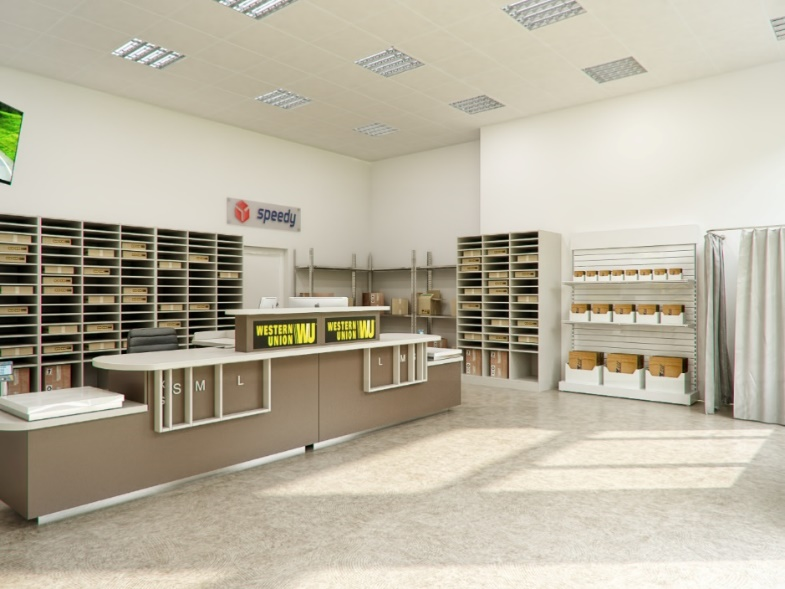 speedy
WESTERN
UNION
WU
WESTERN
UNION
WU
S M L
L M S